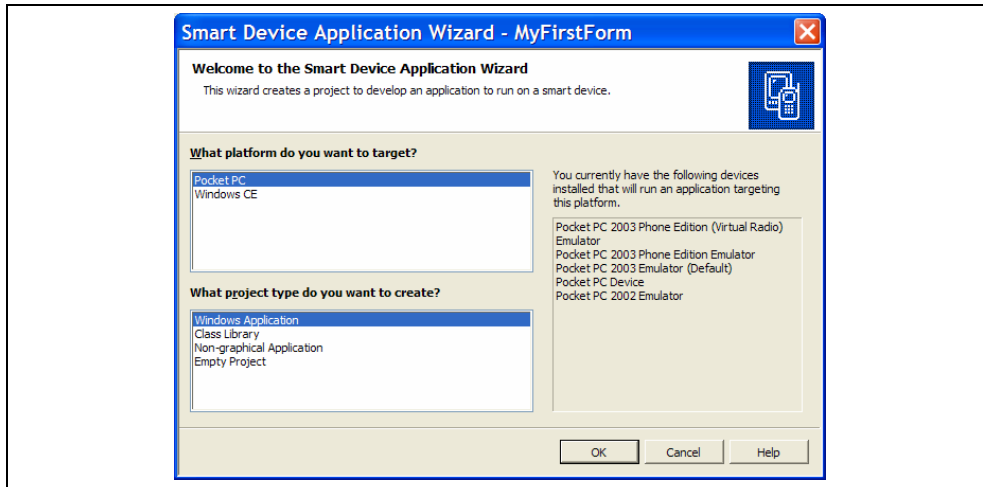 Smart Device Application Wizard - MyFirstForm
Welcome to the Smart Device Application Wizard
This wizard creates a project to develop an application to run on a smart device.
What platform do you want to target?
Pocket PC
Windows CE
You currently have the following devices
installed that will run an application targeting
this platform.
Pocket PC 2003 Phone Edition (Virtual Radio)
Emulator
Pocket PC 2003 Phone Edition Emulator
Pocket PC 2003 Emulator (Default)
Pocket PC Device
Pocket PC 2002 Emulator
What project type do you want to create?
Windows Application
Class Library
Non-graphical Application
Empty Project
OK
Cancel
Help